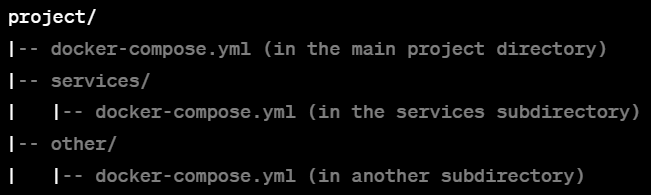 project/
|-- docker-compose.yml (in the main project directory)
|-- services/
|   |-- docker-compose.yml (in the services subdirectory)
|-- other/
|   |-- docker-compose.yml (in another subdirectory)